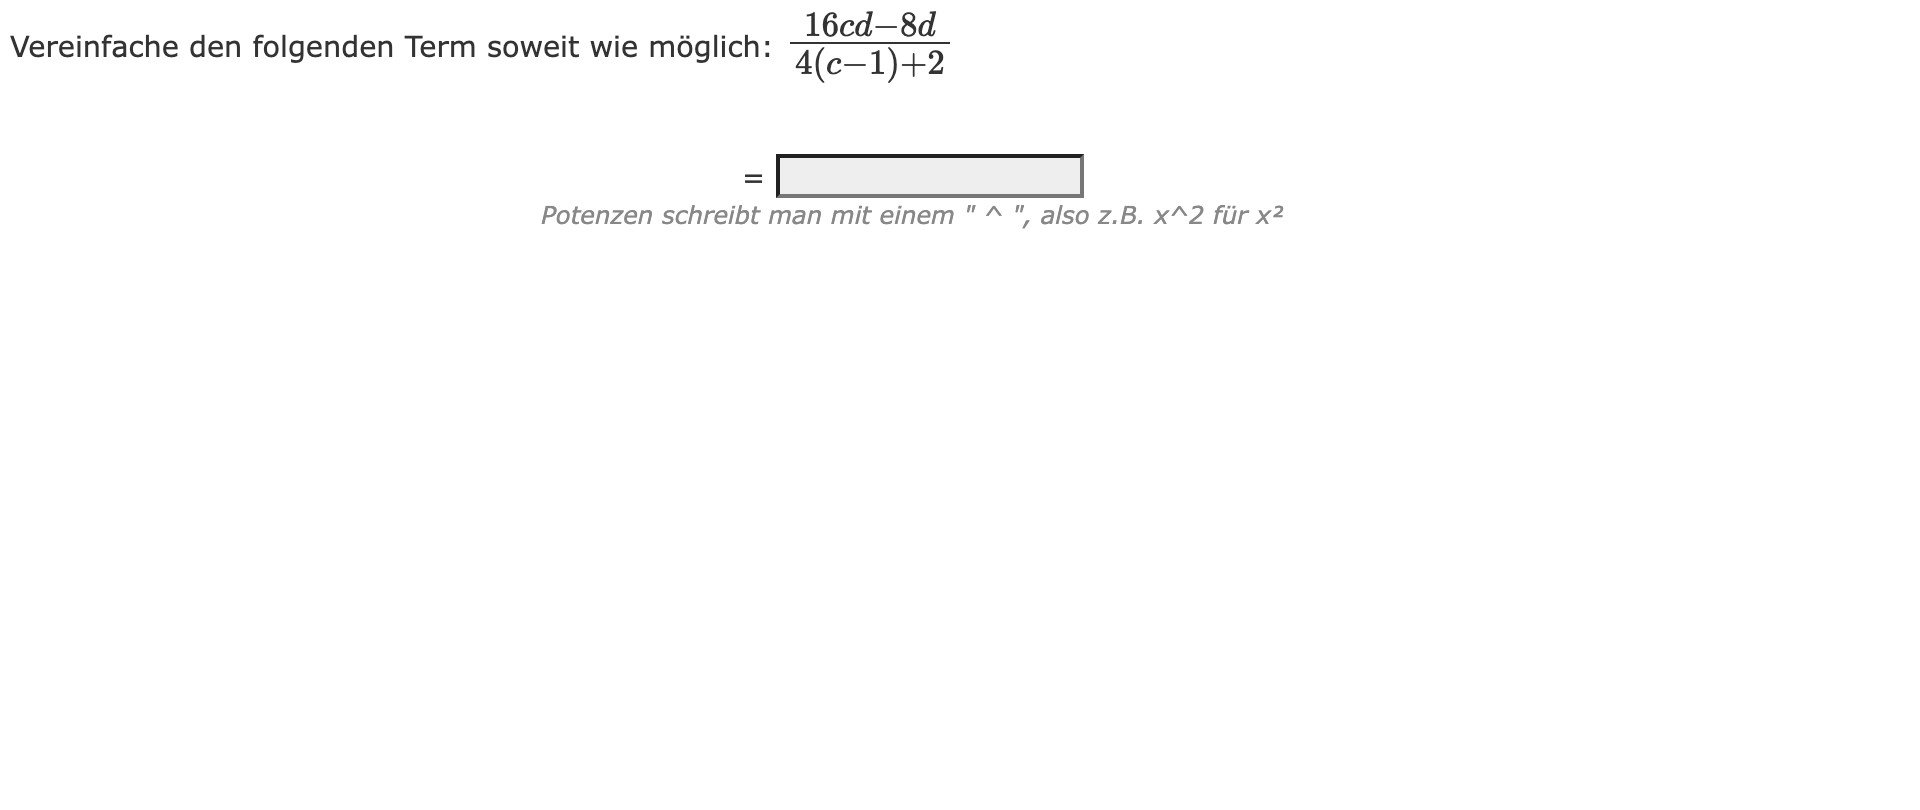 Vereinfache den folgenden Term soweit wie möglich: \frac{16cd-8d}{4(c-1)+2}
=
Potenzen schreibt man mit einem " ^ ", also z.B. x^2 für x²